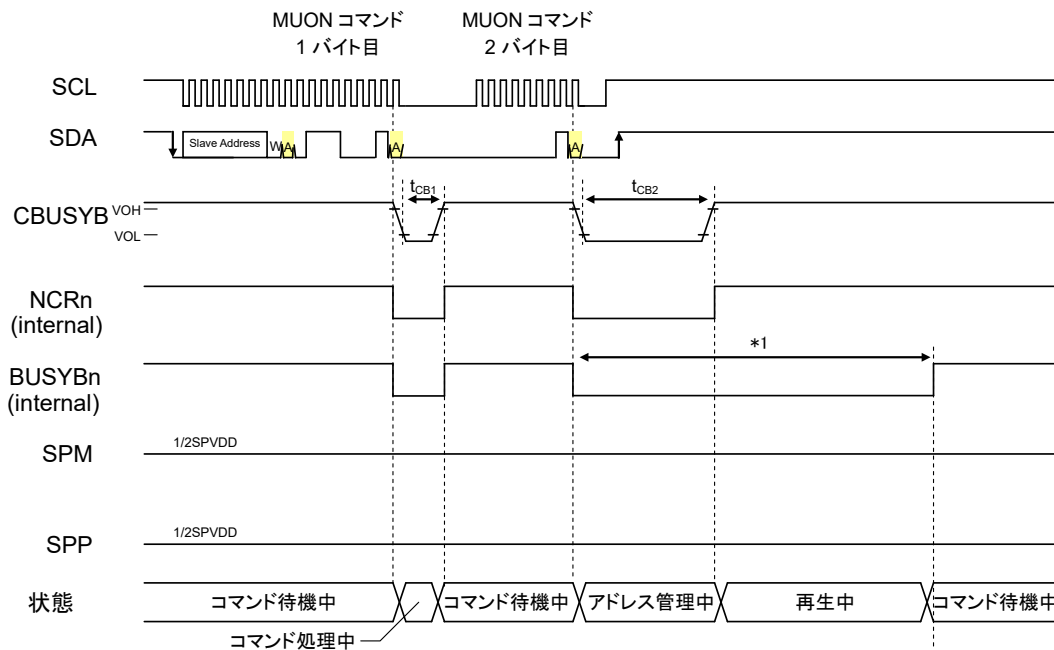 MUON コマンド
1 バイト目
MUON コマンド
2 バイト目
SCL
SDA
Slave Address
W
A
A
A
CBUSYB
VOH
VOL
tCB1
tCB2
NCRn
(internal)
BUSYBn
(internal)
*1
SPM
1/2SPVDD
SPP
1/2SPVDD
状態
コマンド待機中
コマンド処理中
コマンド待機中
アドレス管理中
再生中
コマンド待機中